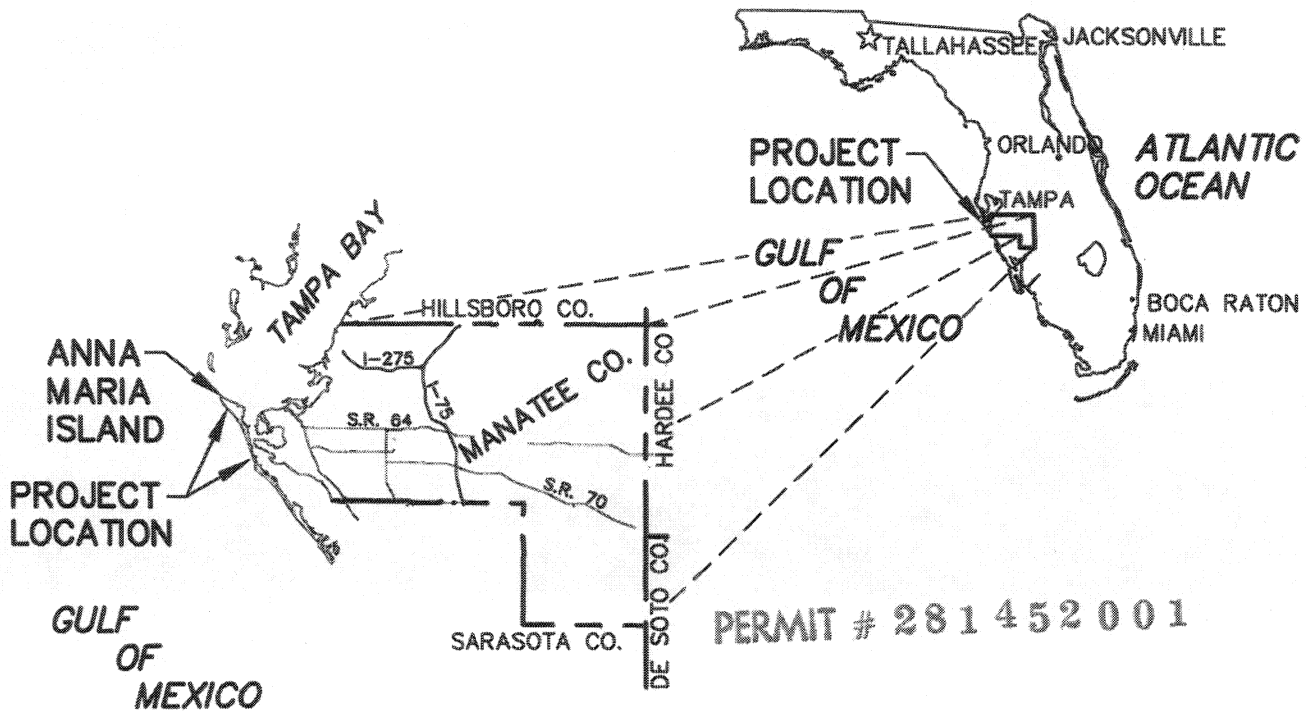 TALLAHASSEE
JACKSONVILLE
PROJECT
LOCATION
ORLANDO
ATLANTIC
OCEAN
TAMPA
GULF
OF
MEXICO
BOCA RATON
MIAMI
TAMPA BAY
HILLSBORO CO.
ANNA
MARIA
ISLAND
I-275
I-75
MANATEE CO.
HARDEE CO
S.R. 64
PROJECT
LOCATION
S.R. 70
GULF
OF
MEXICO
SARASOTA CO.
DE SOTO CO.
PERMIT # 281452001